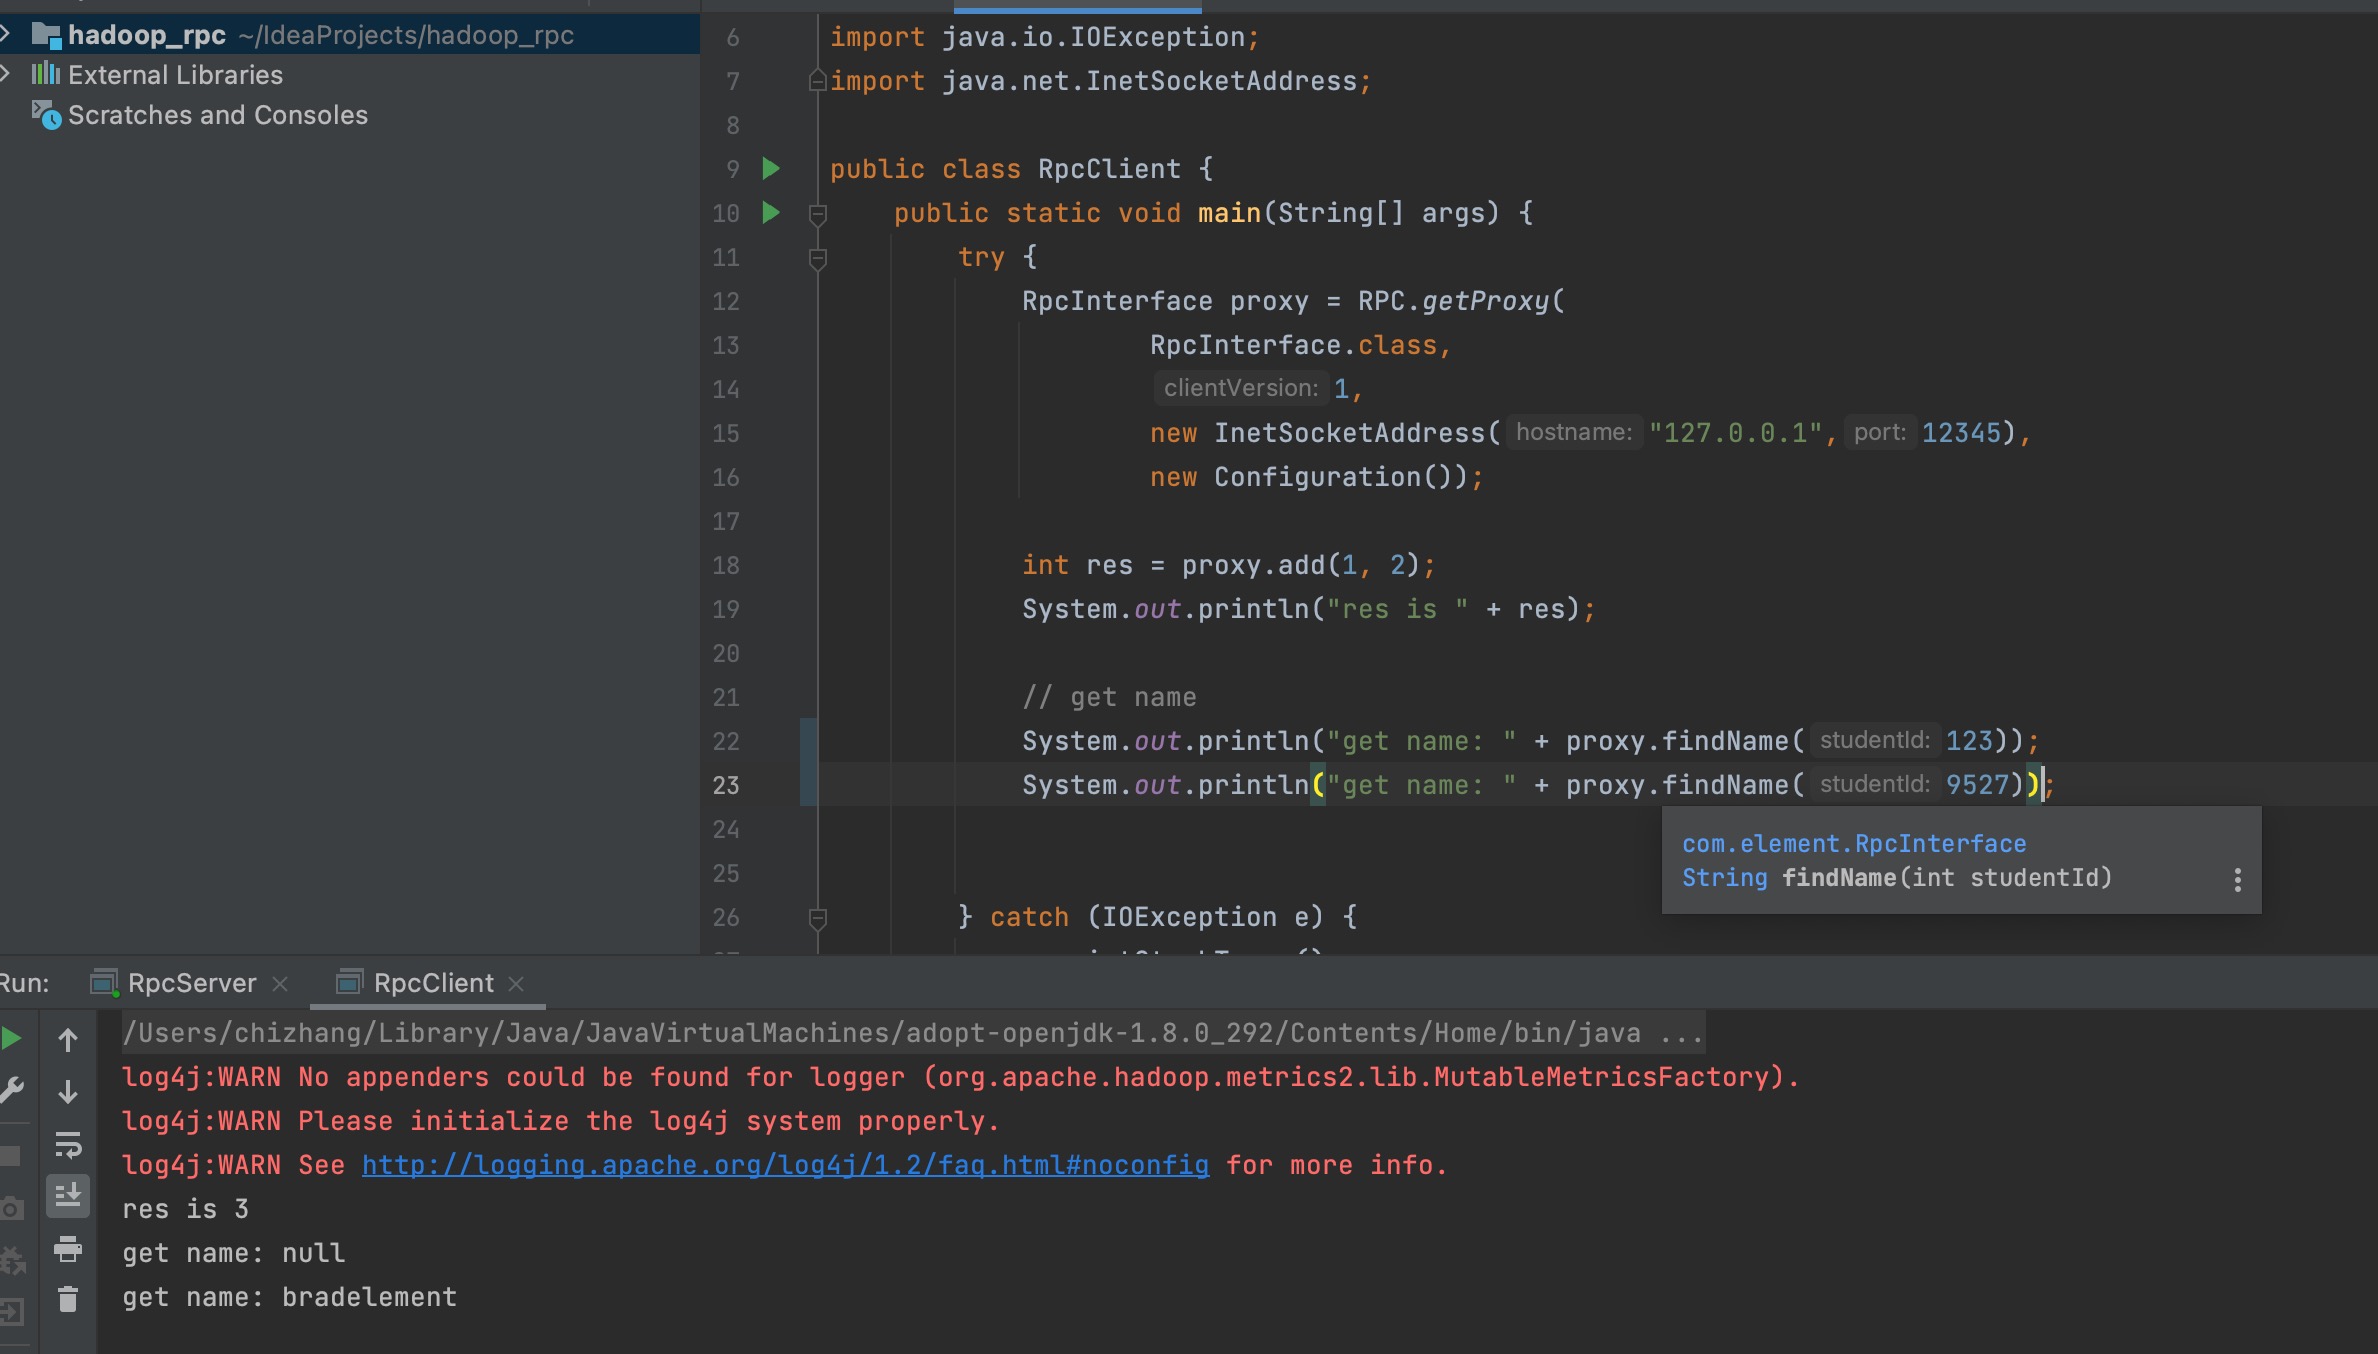 hadoop_rpc ~/IdeaProjects/hadoop_rpc
External Libraries
Scratches and Consoles
6 import java.io.IOException;
7 import java.net.InetSocketAddress;
8
9 public class RpcClient {
10 public static void main(String[] args) {
11 try {
12 RpcInterface proxy = RPC.getProxy(
13 RpcInterface.class,
14 clientVersion: 1,
15 new InetSocketAddress( hostname: "127.0.0.1", port: 12345),
16 new Configuration());
17
18 int res = proxy.add(1, 2);
19 System.out.println("res is " + res);
20
21 // get name
22 System.out.println("get name: " + proxy.findName( studentId: 123));
23 System.out.println("get name: " + proxy.findName( studentId: 9527));
24
com.element.RpcInterface
25
String findName(int studentId)
26 } catch (IOException e) {
Run: RpcServer RpcClient
/Users/chizhang/Library/Java/JavaVirtualMachines/adopt-openjdk-1.8.0_292/Contents/Home/bin/java ...
log4j:WARN No appenders could be found for logger (org.apache.hadoop.metrics2.lib.MutableMetricsFactory).
log4j:WARN Please initialize the log4j system properly.
log4j:WARN See http://logging.apache.org/log4j/1.2/faq.html#noconfig for more info.
res is 3
get name: null
get name: bradelement